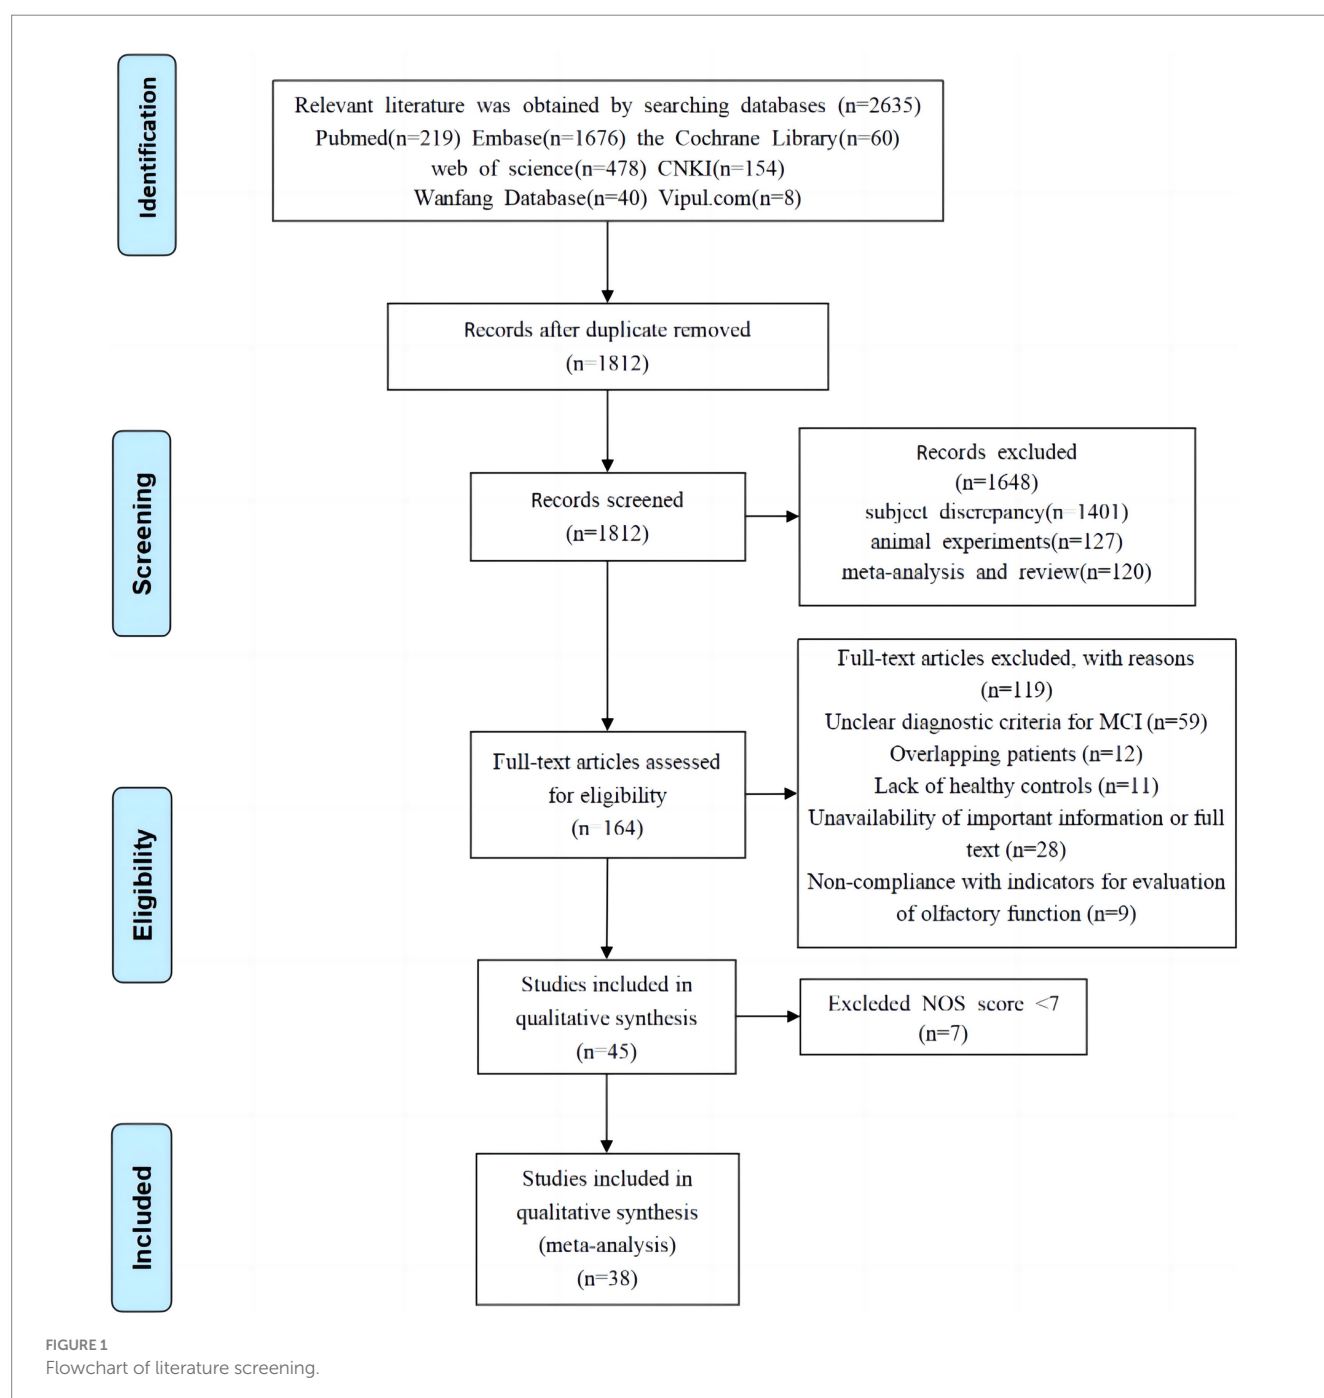 Identification
Relevant literature was obtained by searching databases (n=2635)
Pubmed(n=219) Embase(n=1676) the Cochrane Library(n=60)
web of science(n=478) CNKI(n=154)
Wanfang Database(n=40) Vipul.com(n=8)
Records after duplicate removed
(n=1812)
Screening
Records screened
(n=1812)
Records excluded
(n=1648)
subject discrepancy(n=1401)
animal experiments(n=127)
meta-analysis and review(n=120)
Eligibility
Full-text articles assessed
for eligibility
(n=164)
Full-text articles excluded, with reasons
(n=119)
Unclear diagnostic criteria for MCI (n=59)
Overlapping patients (n=12)
Lack of healthy controls (n=11)
Unavailability of important information or full
text (n=28)
Non-compliance with indicators for evaluation
of olfactory function (n=9)
Studies included in
qualitative synthesis
(n=45)
Excleded NOS score <7
(n=7)
Included
Studies included in
qualitative synthesis
(meta-analysis)
(n=38)
FIGURE 1
Flowchart of literature screening.